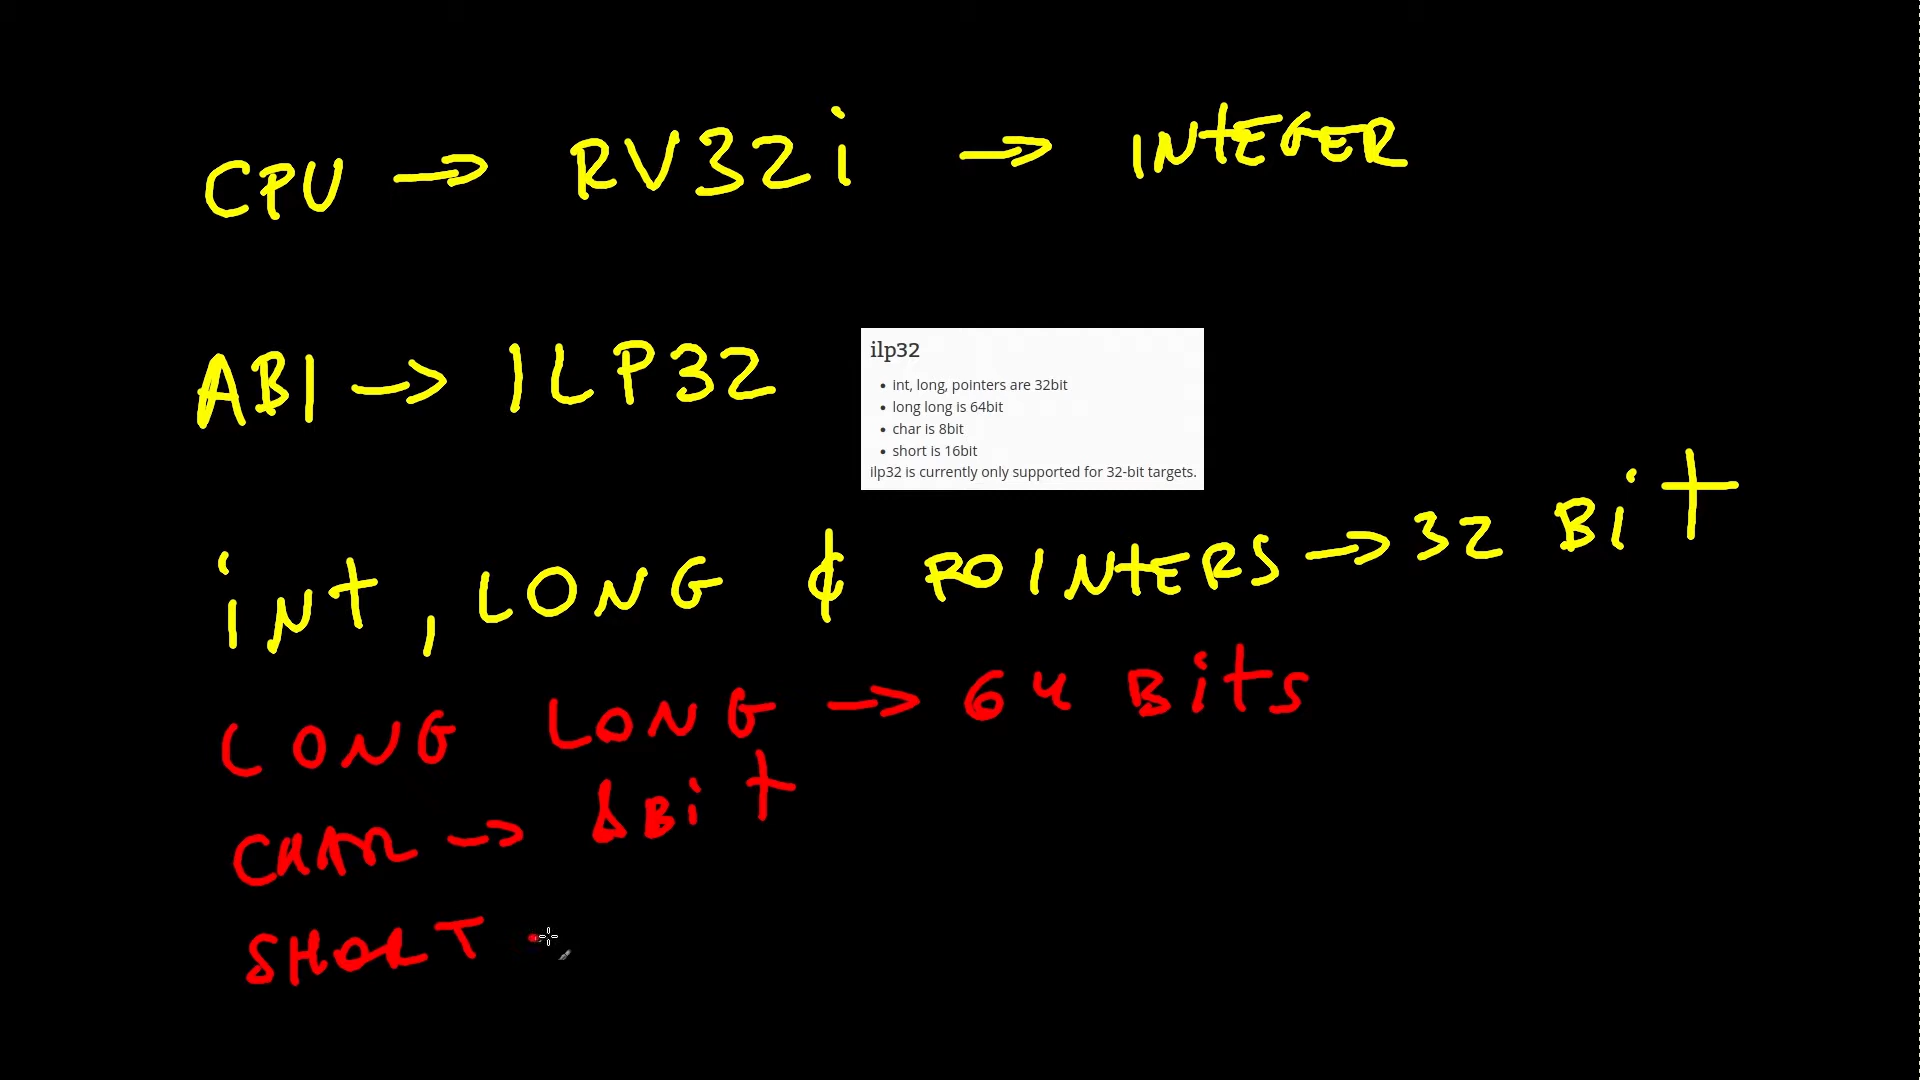 CPU → RV32i → INTEGER
ABI → ILP32
ilp32
• int, long, pointers are 32bit
• long long is 64bit
• char is 8bit
• short is 16bit
ilp32 is currently only supported for 32-bit targets.
int, LONG & POINTERS → 32 Bit
LONG LONG → 64 Bits
CHAR → 8Bit
SHORT